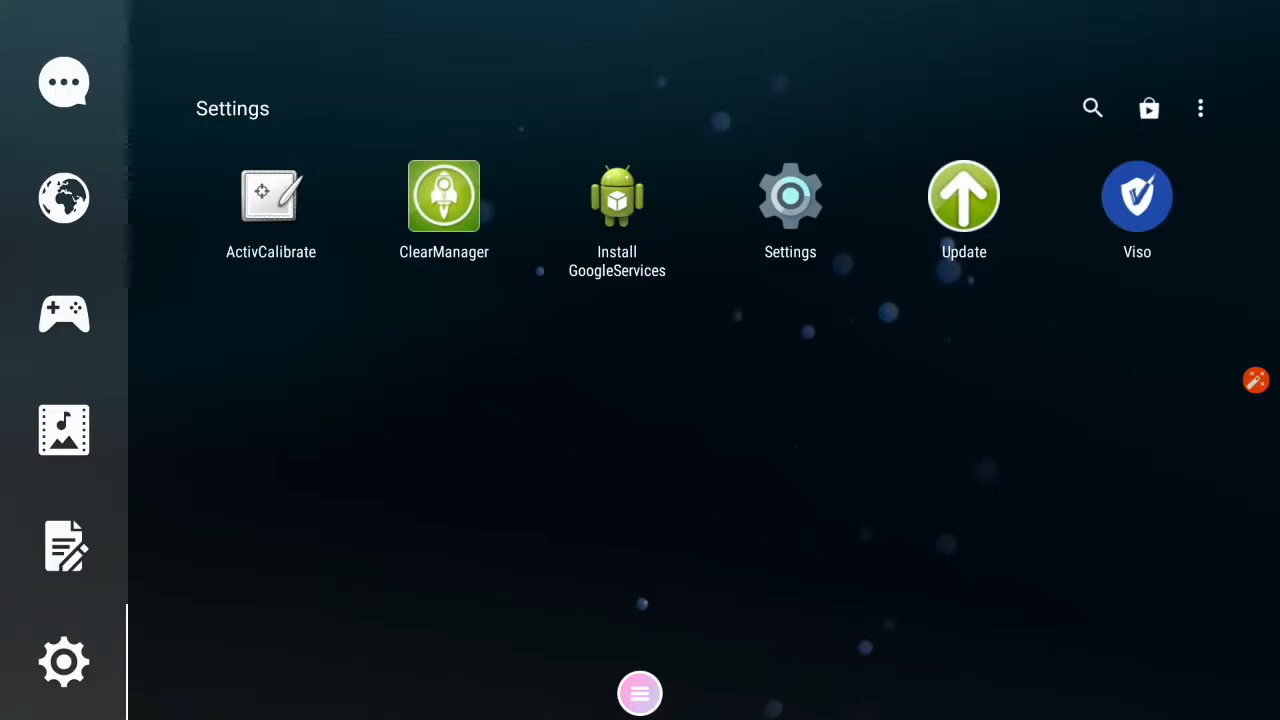 Settings
ActivCalibrate
ClearManager
Install
GoogleServices
Settings
Update
Viso